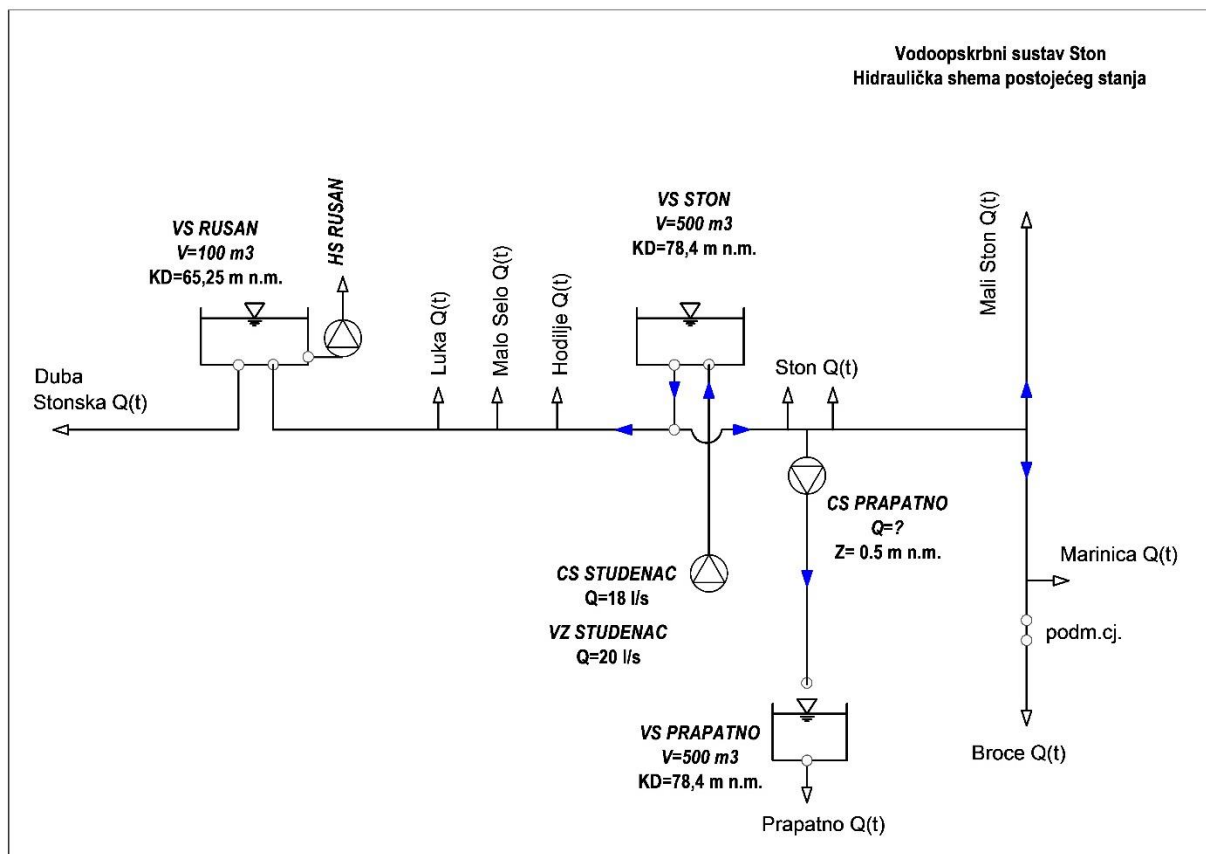 Vodoopskrbni sustav Ston
Hidraulička shema postojećeg stanja
VS RUSAN
V=100 m3
KD=65,25 m n.m.
HS RUSAN
VS STON
V=500 m3
KD=78,4 m n.m.
Mali Ston Q(t)
Luka Q(t)
Malo Selo Q(t)
Hodilje Q(t)
Ston Q(t)
Duba
Stonska Q(t)
CS PRAPATNO
Q=?
Z= 0.5 m n.m.
CS STUDENAC
Q=18 l/s
VZ STUDENAC
Q=20 l/s
Marinica Q(t)
podm.cj.
VS PRAPATNO
V=500 m3
KD=78,4 m n.m.
Broce Q(t)
Prapatno Q(t)